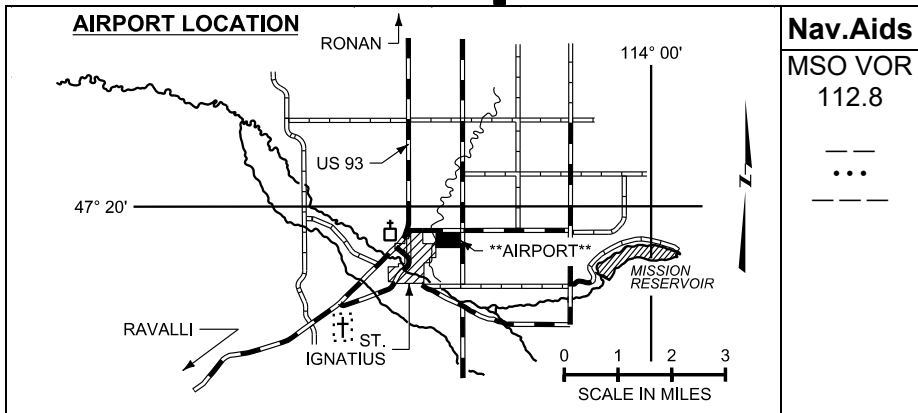 AIRPORT LOCATION
RONAN
114° 00'
US 93
47° 20'
**AIRPORT**
MISSION
RESERVOIR
RAVALLI
ST.
IGNATIUS
0 1 2 3
SCALE IN MILES
N
Nav.Aids
MSO VOR
112.8
— —
•••
— — —